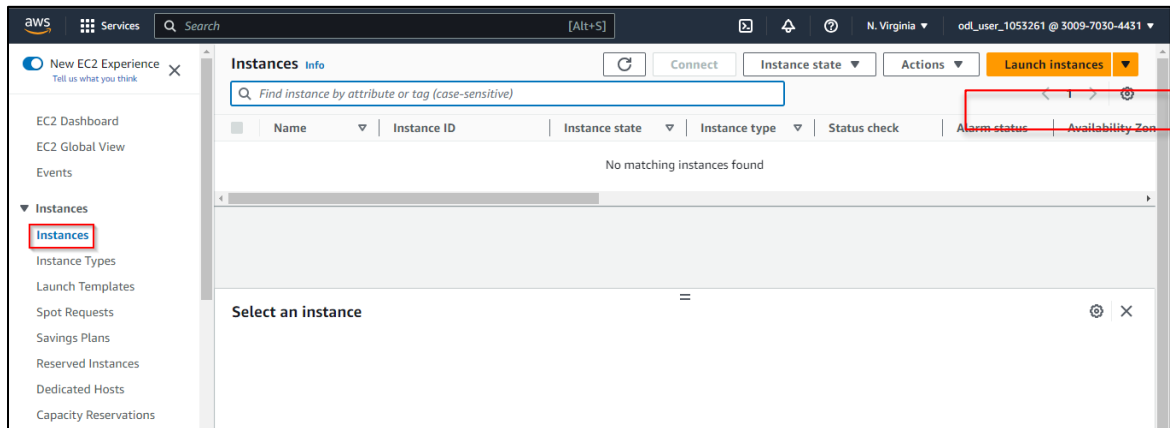 aws Services Search [Alt+S] N. Virginia ▼ odl_user_1053261 @ 3009-7030-4431 ▼
New EC2 Experience
Tell us what you think
EC2 Dashboard
EC2 Global View
Events
▼ Instances
Instances
Instance Types
Launch Templates
Spot Requests
Savings Plans
Reserved Instances
Dedicated Hosts
Capacity Reservations
Instances Info Connect Instance state ▼ Actions ▼ Launch instances ▼
Find instance by attribute or tag (case-sensitive)
< 1 >
Name Instance ID Instance state Instance type Status check Alarm status Availability Zon
No matching instances found
Select an instance